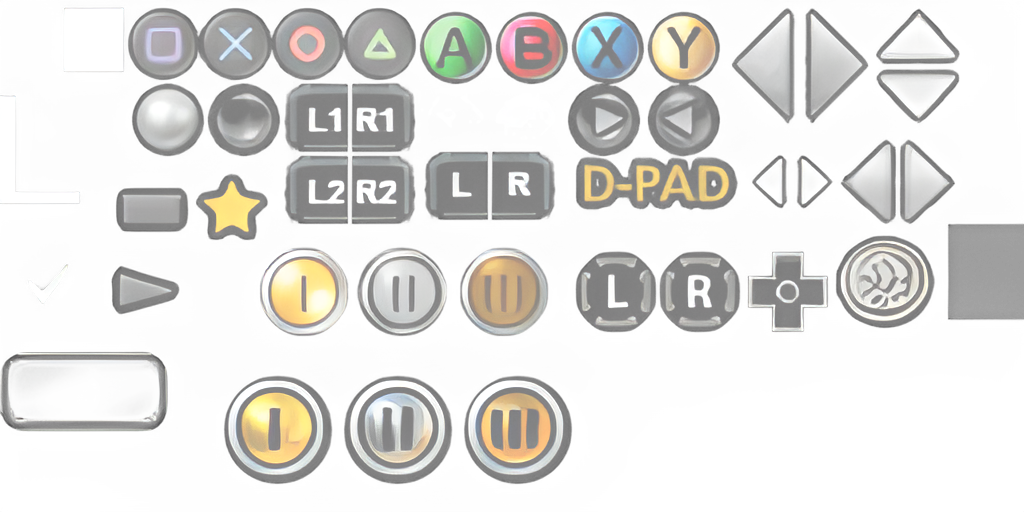 A B X Y
L1 R1
L2 R2 L R D-PAD
I II III L R
I II III